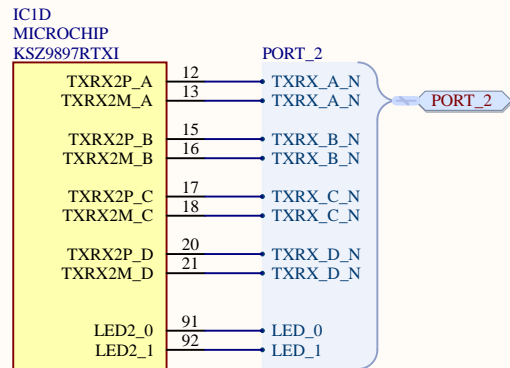 IC1D
MICROCHIP
KSZ9897RTXI PORT_2
TXRX2P_A 12 TXRX_A_N
TXRX2M_A 13 TXRX_A_N
PORT_2
TXRX2P_B 15 TXRX_B_N
TXRX2M_B 16 TXRX_B_N
TXRX2P_C 17 TXRX_C_N
TXRX2M_C 18 TXRX_C_N
TXRX2P_D 20 TXRX_D_N
TXRX2M_D 21 TXRX_D_N
LED2_0 91 LED_0
LED2_1 92 LED_1